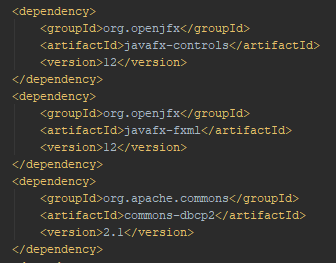 <dependency>
    <groupId>org.openjfx</groupId>
    <artifactId>javafx-controls</artifactId>
    <version>12</version>
</dependency>
<dependency>
    <groupId>org.openjfx</groupId>
    <artifactId>javafx-fxml</artifactId>
    <version>12</version>
</dependency>
<dependency>
    <groupId>org.apache.commons</groupId>
    <artifactId>commons-dbcp2</artifactId>
    <version>2.1</version>
</dependency>